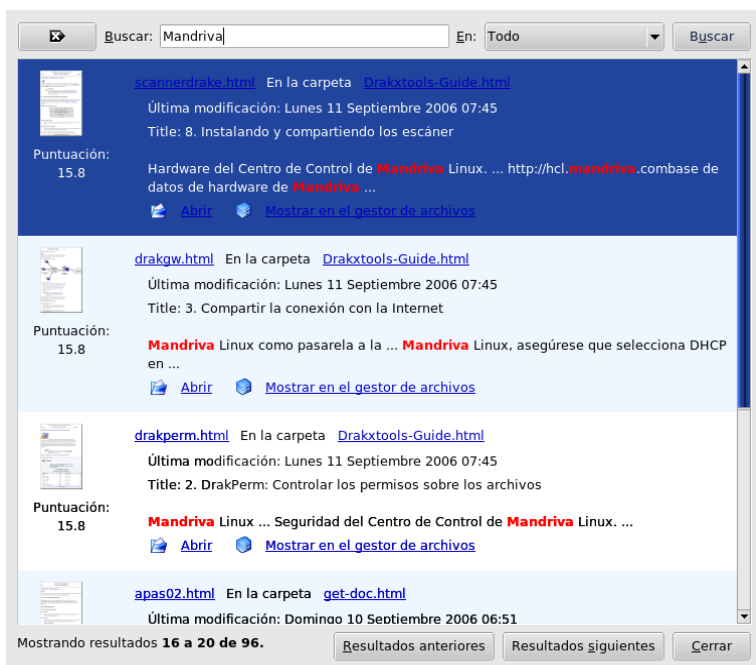 Buscar: Mandriva En: Todo Buscar
scannerdrake.html En la carpeta Drakxtools-Guide.html
Última modificación: Lunes 11 Septiembre 2006 07:45
Title: 8. Instalando y compartiendo los escáner
Puntuación:
15.8
Hardware del Centro de Control de Mandriva Linux. ... http://hcl.mandriva.combase de
datos de hardware de Mandriva ...
Abrir Mostrar en el gestor de archivos
drakgw.html En la carpeta Drakxtools-Guide.html
Última modificación: Lunes 11 Septiembre 2006 07:45
Title: 3. Compartir la conexión con la Internet
Puntuación:
15.8
Mandriva Linux como pasarela a la ... Mandriva Linux, asegúrese que selecciona DHCP
en ...
Abrir Mostrar en el gestor de archivos
drakperm.html En la carpeta Drakxtools-Guide.html
Última modificación: Lunes 11 Septiembre 2006 07:45
Title: 2. DrakPerm: Controlar los permisos sobre los archivos
Puntuación:
15.8
Mandriva Linux ... Seguridad del Centro de Control de Mandriva Linux. ...
Abrir Mostrar en el gestor de archivos
apas02.html En la carpeta get-doc.html
Última modificación: Domingo 10 Septiembre 2006 06:51
Mostrando resultados 16 a 20 de 96. Resultados anteriores Resultados siguientes Cerrar